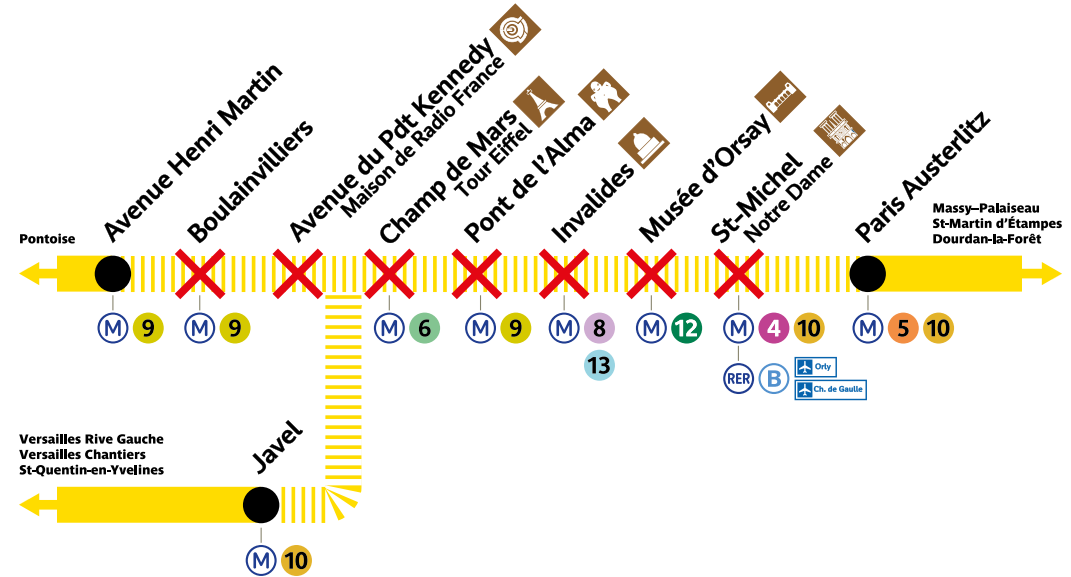 Avenue Henri Martin
Boulainvilliers
Avenue du Pdt Kennedy
Maison de Radio France
Champ de Mars
Tour Eiffel
Pont de l'Alma
Invalides
Musée d'Orsay
St-Michel
Notre Dame
Paris Austerlitz
Pontoise
Massy–Palaiseau
St-Martin d'Étampes
Dourdan-la-Forêt
M 9
M 9
M 6
M 9
M 8
13
M 12
M 4 10
RER B
Orly
Ch. de Gaulle
M 5 10
Versailles Rive Gauche
Versailles Chantiers
St-Quentin-en-Yvelines
Javel
M 10